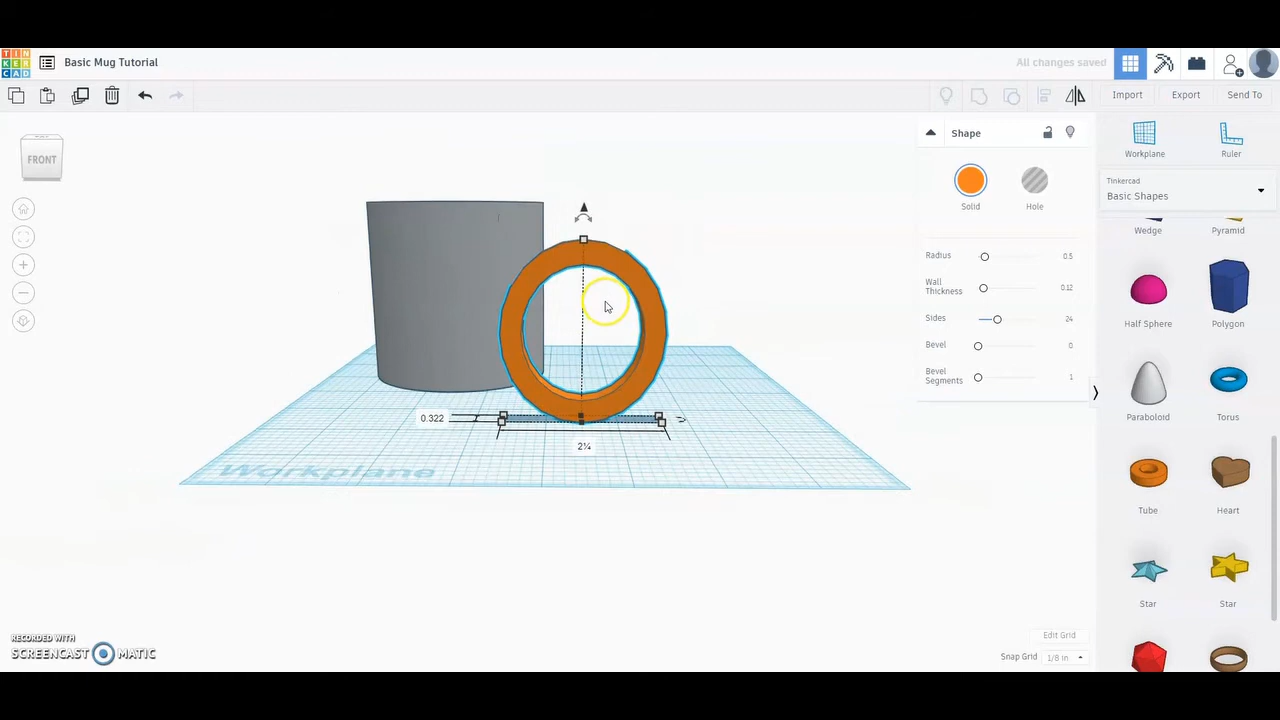 TIN
KER
CAD
Basic Mug Tutorial
All changes saved
Import
Export
Send To
FRONT
Shape
Solid
Hole
Radius
0.5
Wall
Thickness
0.12
Sides
24
Bevel
0
Bevel
Segments
1
Workplane
Ruler
Tinkercad
Basic Shapes
Wedge
Pyramid
Half Sphere
Polygon
Paraboloid
Torus
Tube
Heart
Star
Star
0.322
2¼
Workplane
Edit Grid
Snap Grid
1/8 in
RECORDED WITH
SCREENCAST MATIC